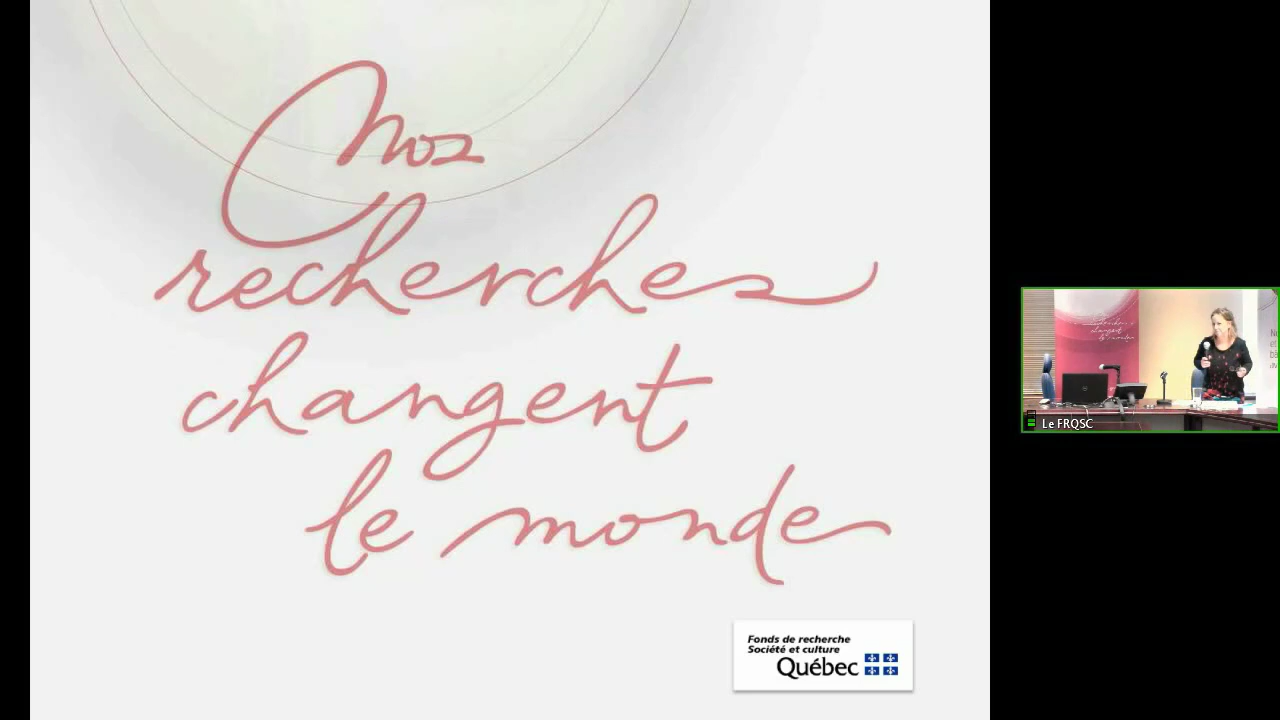 Nos
recherches
changent
le monde
Fonds de recherche
Société et culture
Québec
Le FRQSC